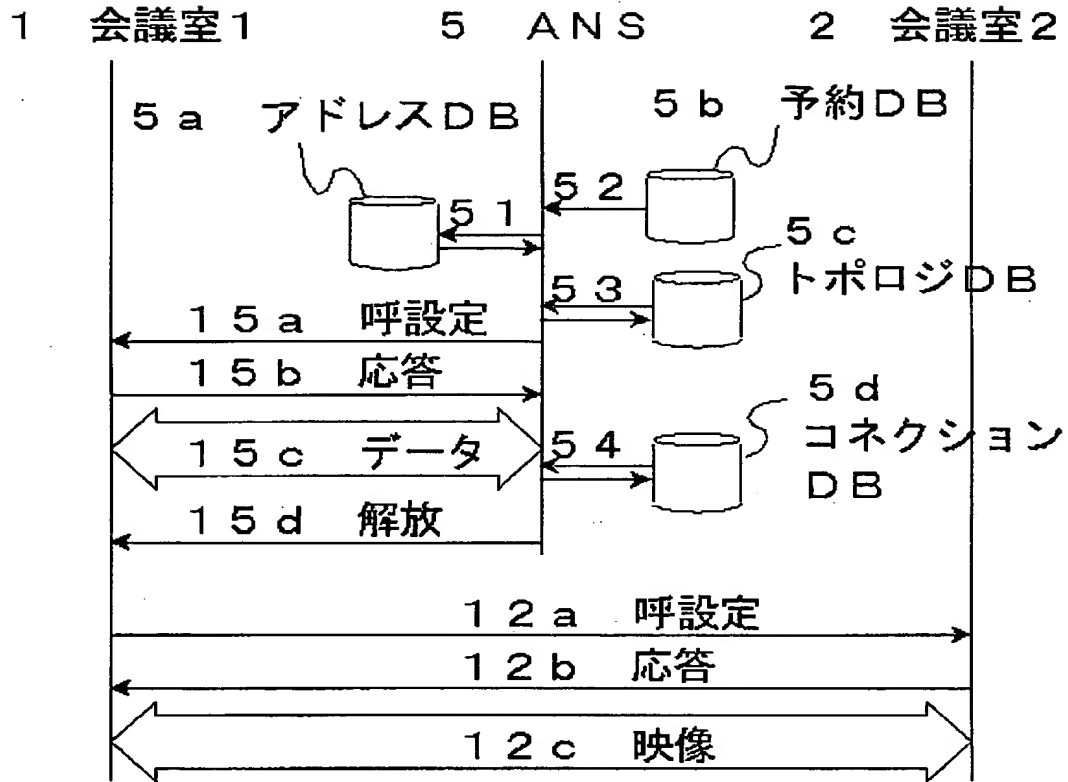 1 会議室1 5 ANS 2 会議室2
5a アドレスDB 5b 予約DB
52
51
5c
トポロジDB
53
15a 呼設定
15b 応答
5d
コネクション
DB
54
15c データ
15d 解放
12a 呼設定
12b 応答
12c 映像